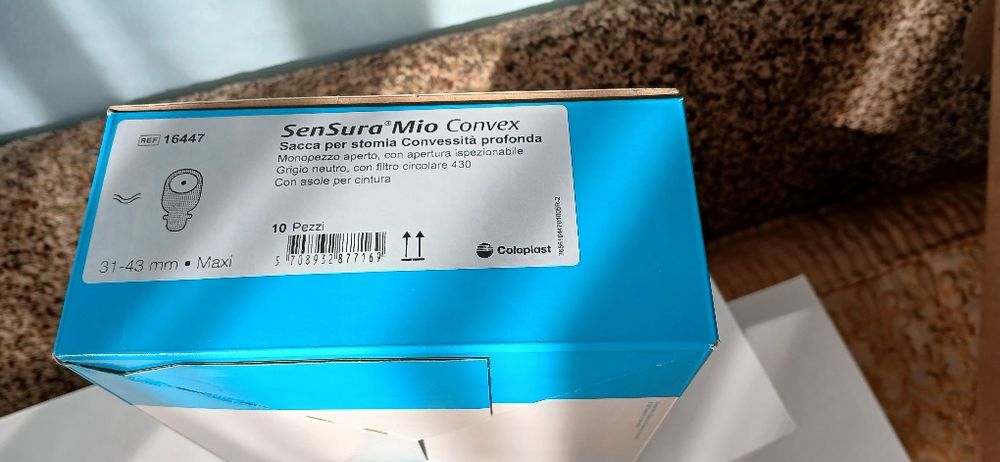 REF 16447
SenSura® Mio Convex
Sacca per stomia Convessità profonda
Monopezzo aperto, con apertura ispezionabile
Grigio neutro, con filtro circolare 430
Con asole per cintura
10 Pezzi
5 708932 877169
31-43 mm • Maxi
Coloplast